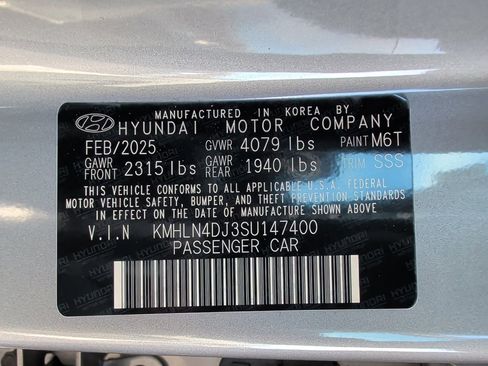 MANUFACTURED IN KOREA BY
HYUNDAI MOTOR COMPANY
FEB/2025 GVWR 4079 lbs PAINT M6T
GAWR FRONT 2315 lbs GAWR REAR 1940 lbs TRIM SSS
THIS VEHICLE CONFORMS TO ALL APPLICABLE U.S.A. FEDERAL
MOTOR VEHICLE SAFETY, BUMPER, AND THEFT PREVENTION STANDARDS
IN EFFECT ON THE DATE OF MANUFACTURE SHOWN ABOVE.
V.I.N KMHLN4DJ3SU147400
PASSENGER CAR